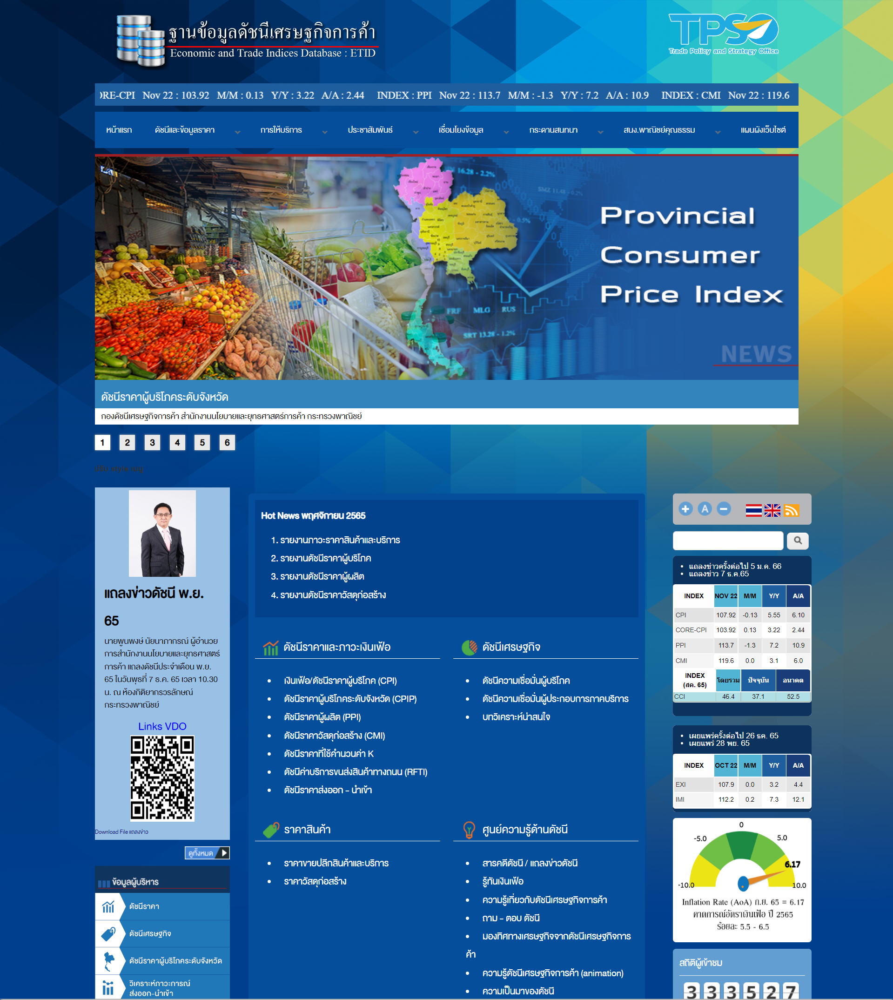 ฐานข้อมูลดัชนีเศรษฐกิจการค้า
Economic and Trade Indices Database : ETID
TPSO
Trade Policy and Strategy Office
ORE-CPI Nov 22 : 103.92 M/M : 0.13 Y/Y : 3.22 A/A : 2.44 INDEX : PPI Nov 22 : 113.7 M/M : -1.3 Y/Y : 7.2 A/A : 10.9 INDEX : CMI Nov 22 : 119.6
หน้าแรก ดัชนีและข้อมูลราคา การให้บริการ ประชาสัมพันธ์ เชื่อมโยงข้อมูล กระดานสนทนา สนง.พาณิชย์คุณธรรม แผนผังเว็บไซต์
16.28 - 2.2%
SMZ 11.48 - 0.2%
0.5%
Provincial
Consumer
Price Index
FRF MLG RUS
SRT 13.28 - 1.2%
NEWS
ดัชนีราคาผู้บริโภคระดับจังหวัด
กองดัชนีเศรษฐกิจการค้า สำนักงานนโยบายและยุทธศาสตร์การค้า กระทรวงพาณิชย์
1 2 3 4 5 6
แถลงข่าวดัชนี พ.ย.
65
นายพูนพงษ์ นัยนาภากรณ์ ผู้อำนวย
การสำนักงานนโยบายและยุทธศาสตร์
การค้า แถลงดัชนีประจำเดือน พ.ย.
65 ในวันพุธที่ 7 ธ.ค. 65 เวลา 10.30
น. ณ ห้องกิติยากรวรลักษณ์
กระทรวงพาณิชย์
Links VDO
Download File แถลงข่าว
ดูทั้งหมด
ข้อมูลผู้บริหาร
ดัชนีราคา
ดัชนีเศรษฐกิจ
ดัชนีราคาผู้บริโภคระดับจังหวัด
วิเคราะห์ภาวะการณ์
ส่งออก-นำเข้า
Hot News พฤศจิกายน 2565
1. รายงานภาวะราคาสินค้าและบริการ
2. รายงานดัชนีราคาผู้บริโภค
3. รายงานดัชนีราคาผู้ผลิต
4. รายงานดัชนีราคาวัสดุก่อสร้าง
ดัชนีราคาและภาวะเงินเฟ้อ
เงินเฟ้อ/ดัชนีราคาผู้บริโภค (CPI)
ดัชนีราคาผู้บริโภคระดับจังหวัด (CPIP)
ดัชนีราคาผู้ผลิต (PPI)
ดัชนีราคาวัสดุก่อสร้าง (CMI)
ดัชนีราคาที่ใช้คำนวนค่า K
ดัชนีค่าบริการขนส่งสินค้าทางถนน (RFTI)
ดัชนีราคาส่งออก - นำเข้า
ดัชนีเศรษฐกิจ
ดัชนีความเชื่อมั่นผู้บริโภค
ดัชนีความเชื่อมั่นผู้ประกอบการภาคบริการ
บทวิเคราะห์น่าสนใจ
ราคาสินค้า
ราคาขายปลีกสินค้าและบริการ
ราคาวัสดุก่อสร้าง
ศูนย์ความรู้ด้านดัชนี
สารคดีดัชนี / แถลงข่าวดัชนี
รู้ทันเงินเฟ้อ
ความรู้เกี่ยวกับดัชนีเศรษฐกิจการค้า
ถาม - ตอบ ดัชนี
มองทิศทางเศรษฐกิจจากดัชนีเศรษฐกิจการ
ค้า
ความรู้ดัชนีเศรษฐกิจการค้า (animation)
ความเป็นมาของดัชนี
A
แถลงข่าวครั้งต่อไป 5 ม.ค. 66
แถลงข่าว 7 ธ.ค.65
INDEX NOV 22 M/M Y/Y A/A
CPI 107.92 -0.13 5.55 6.10
CORE-CPI 103.92 0.13 3.22 2.44
PPI 113.7 -1.3 7.2 10.9
CMI 119.6 0.0 3.1 6.0
INDEX (สค. 65) โดยรวม ปัจจุบัน อนาคต
CCI 46.4 37.1 52.5
เผยแพร่ครั้งต่อไป 26 ธค. 65
เผยแพร่ 28 พย. 65
INDEX OCT 22 M/M Y/Y A/A
EXI 107.9 0.0 3.2 4.4
IMI 112.2 0.2 7.3 12.1
0
-5.0 5.0
6.17
-10.0 10.0
Inflation Rate (AoA) ก.ย. 65 = 6.17
คาดการณ์อัตราเงินเฟ้อ ปี 2565
ร้อยละ 5.5 - 6.5
สถิติผู้เข้าชม
333527